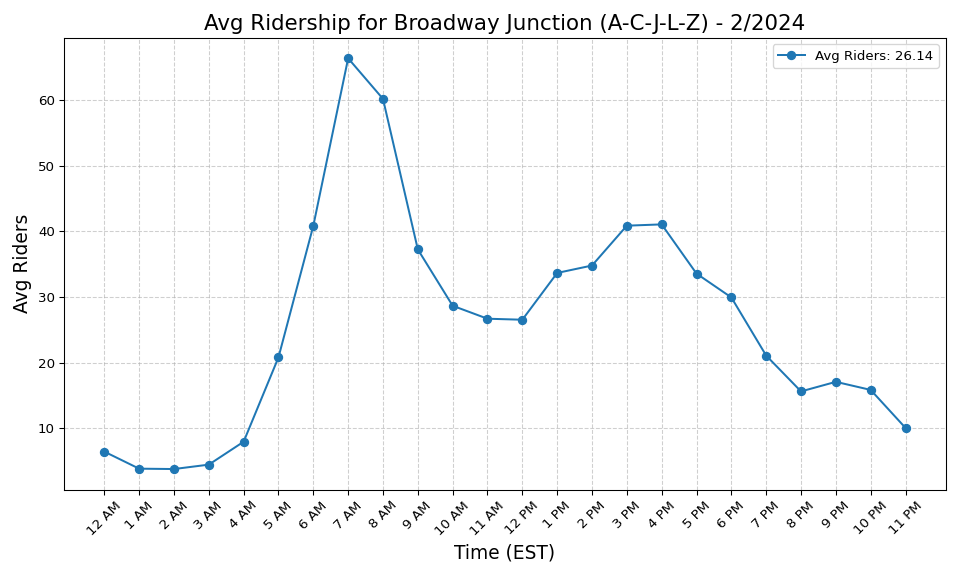 Avg Ridership for Broadway Junction (A-C-J-L-Z) - 2/2024
Avg Riders: 26.14
Avg Riders
60
50
40
30
20
10
12 AM
1 AM
2 AM
3 AM
4 AM
5 AM
6 AM
7 AM
8 AM
9 AM
10 AM
11 AM
12 PM
1 PM
2 PM
3 PM
4 PM
5 PM
6 PM
7 PM
8 PM
9 PM
10 PM
11 PM
Time (EST)